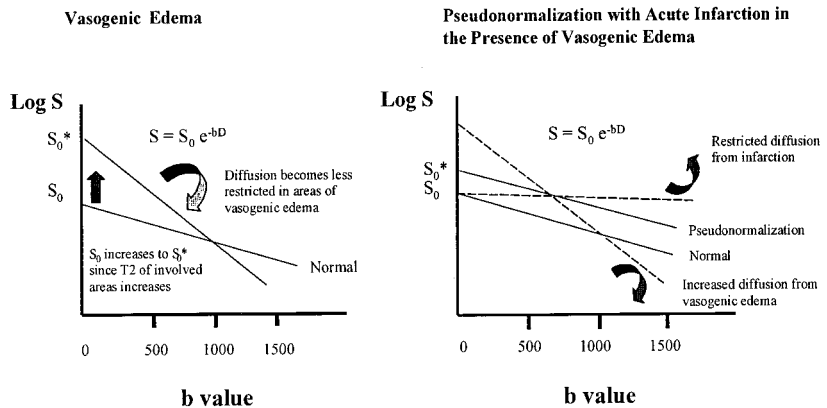 Vasogenic Edema
Log S
S₀*
S = S₀ e^-bD
S₀
Diffusion becomes less
restricted in areas of
vasogenic edema
S₀ increases to S₀*
since T2 of involved
areas increases
Normal
0
500
1000
1500
b value
Pseudonormalization with Acute Infarction in
the Presence of Vasogenic Edema
Log S
S = S₀ e^-bD
Restricted diffusion
from infarction
S₀*
S₀
Pseudonormalization
Normal
Increased diffusion from
vasogenic edema
0
500
1000
1500
b value